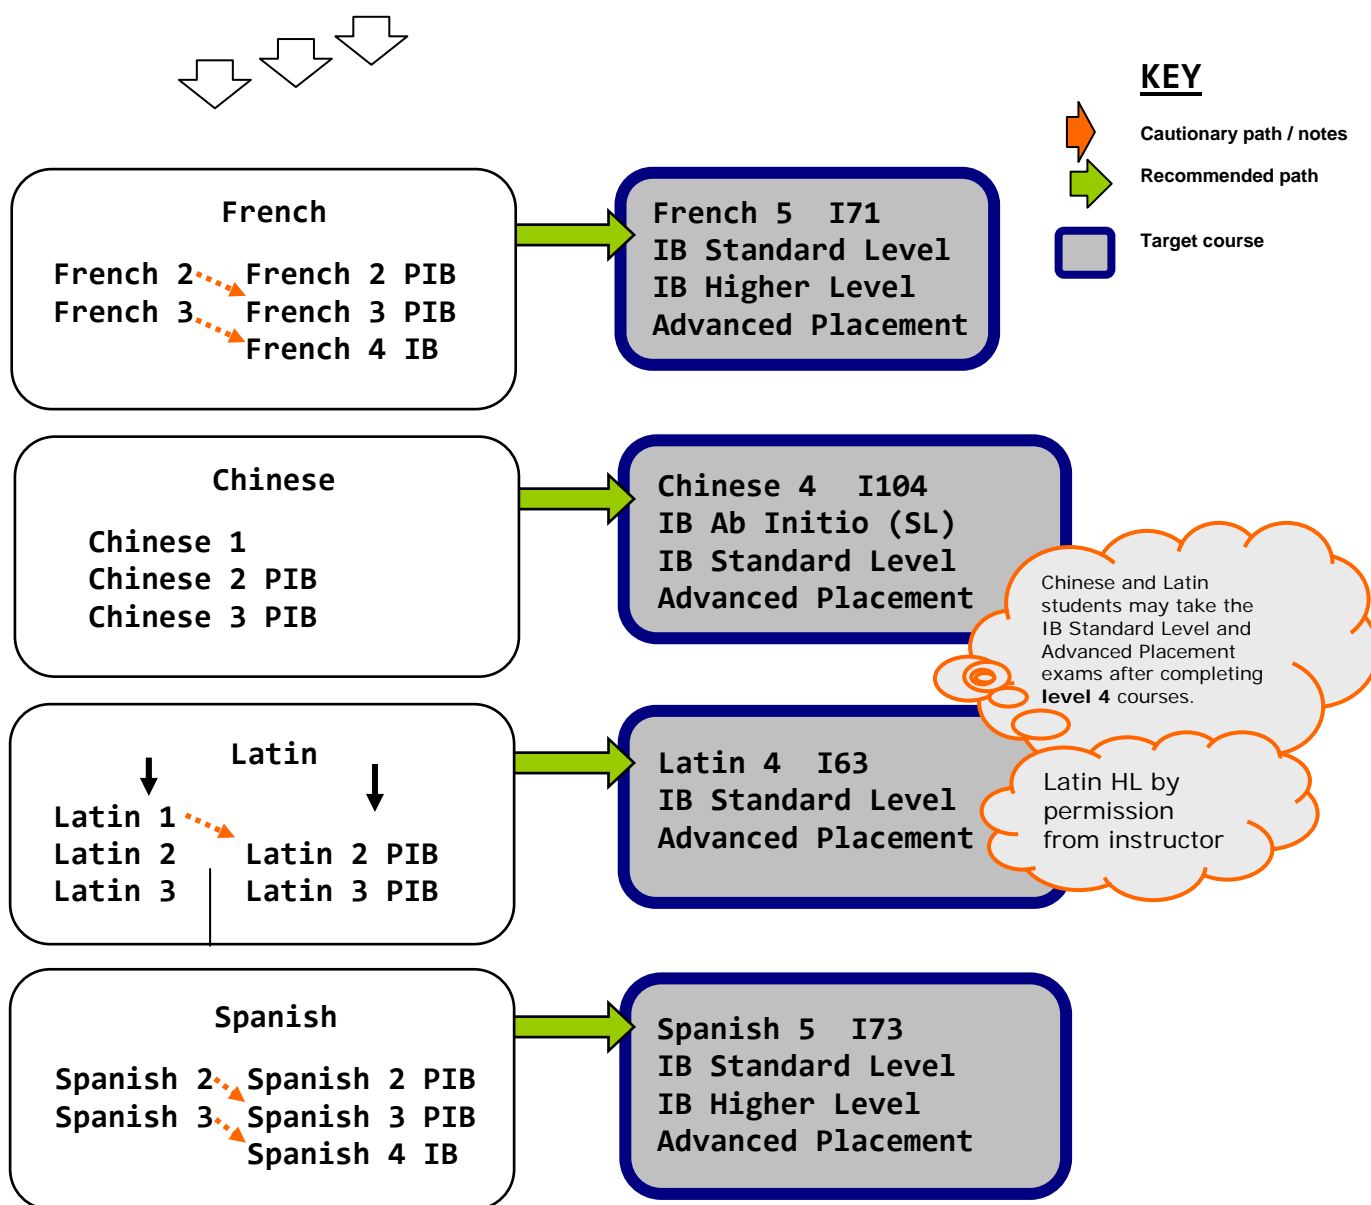 KEY
Cautionary path / notes
Recommended path
Target course
French
French 2 French 2 PIB
French 3 French 3 PIB
French 4 IB
French 5 I71
IB Standard Level
IB Higher Level
Advanced Placement
Chinese
Chinese 1
Chinese 2 PIB
Chinese 3 PIB
Chinese 4 I104
IB Ab Initio (SL)
IB Standard Level
Advanced Placement
Chinese and Latin
students may take the
IB Standard Level and
Advanced Placement
exams after completing
level 4 courses.
Latin
Latin 1
Latin 2 Latin 2 PIB
Latin 3 Latin 3 PIB
Latin 4 I63
IB Standard Level
Advanced Placement
Latin HL by
permission
from instructor
Spanish
Spanish 2 Spanish 2 PIB
Spanish 3 Spanish 3 PIB
Spanish 4 IB
Spanish 5 I73
IB Standard Level
IB Higher Level
Advanced Placement